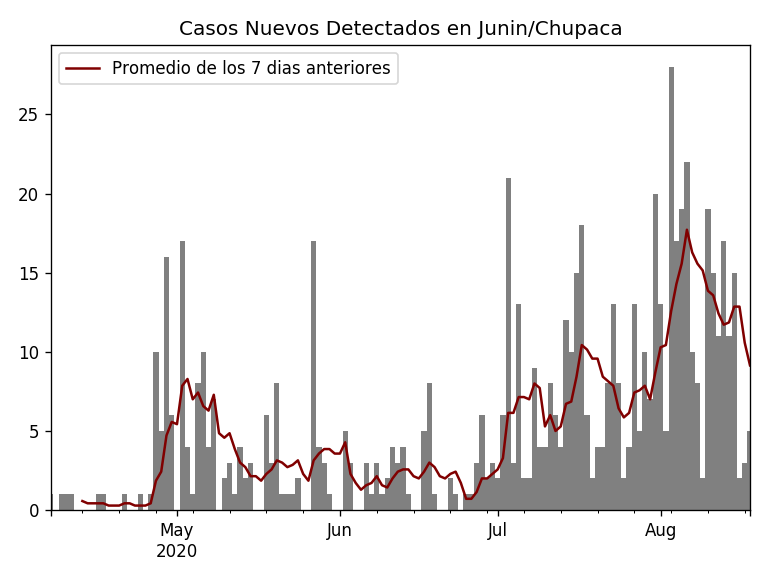 Casos Nuevos Detectados en Junin/Chupaca
Promedio de los 7 dias anteriores
25
20
15
10
5
0
May
2020
Jun
Jul
Aug